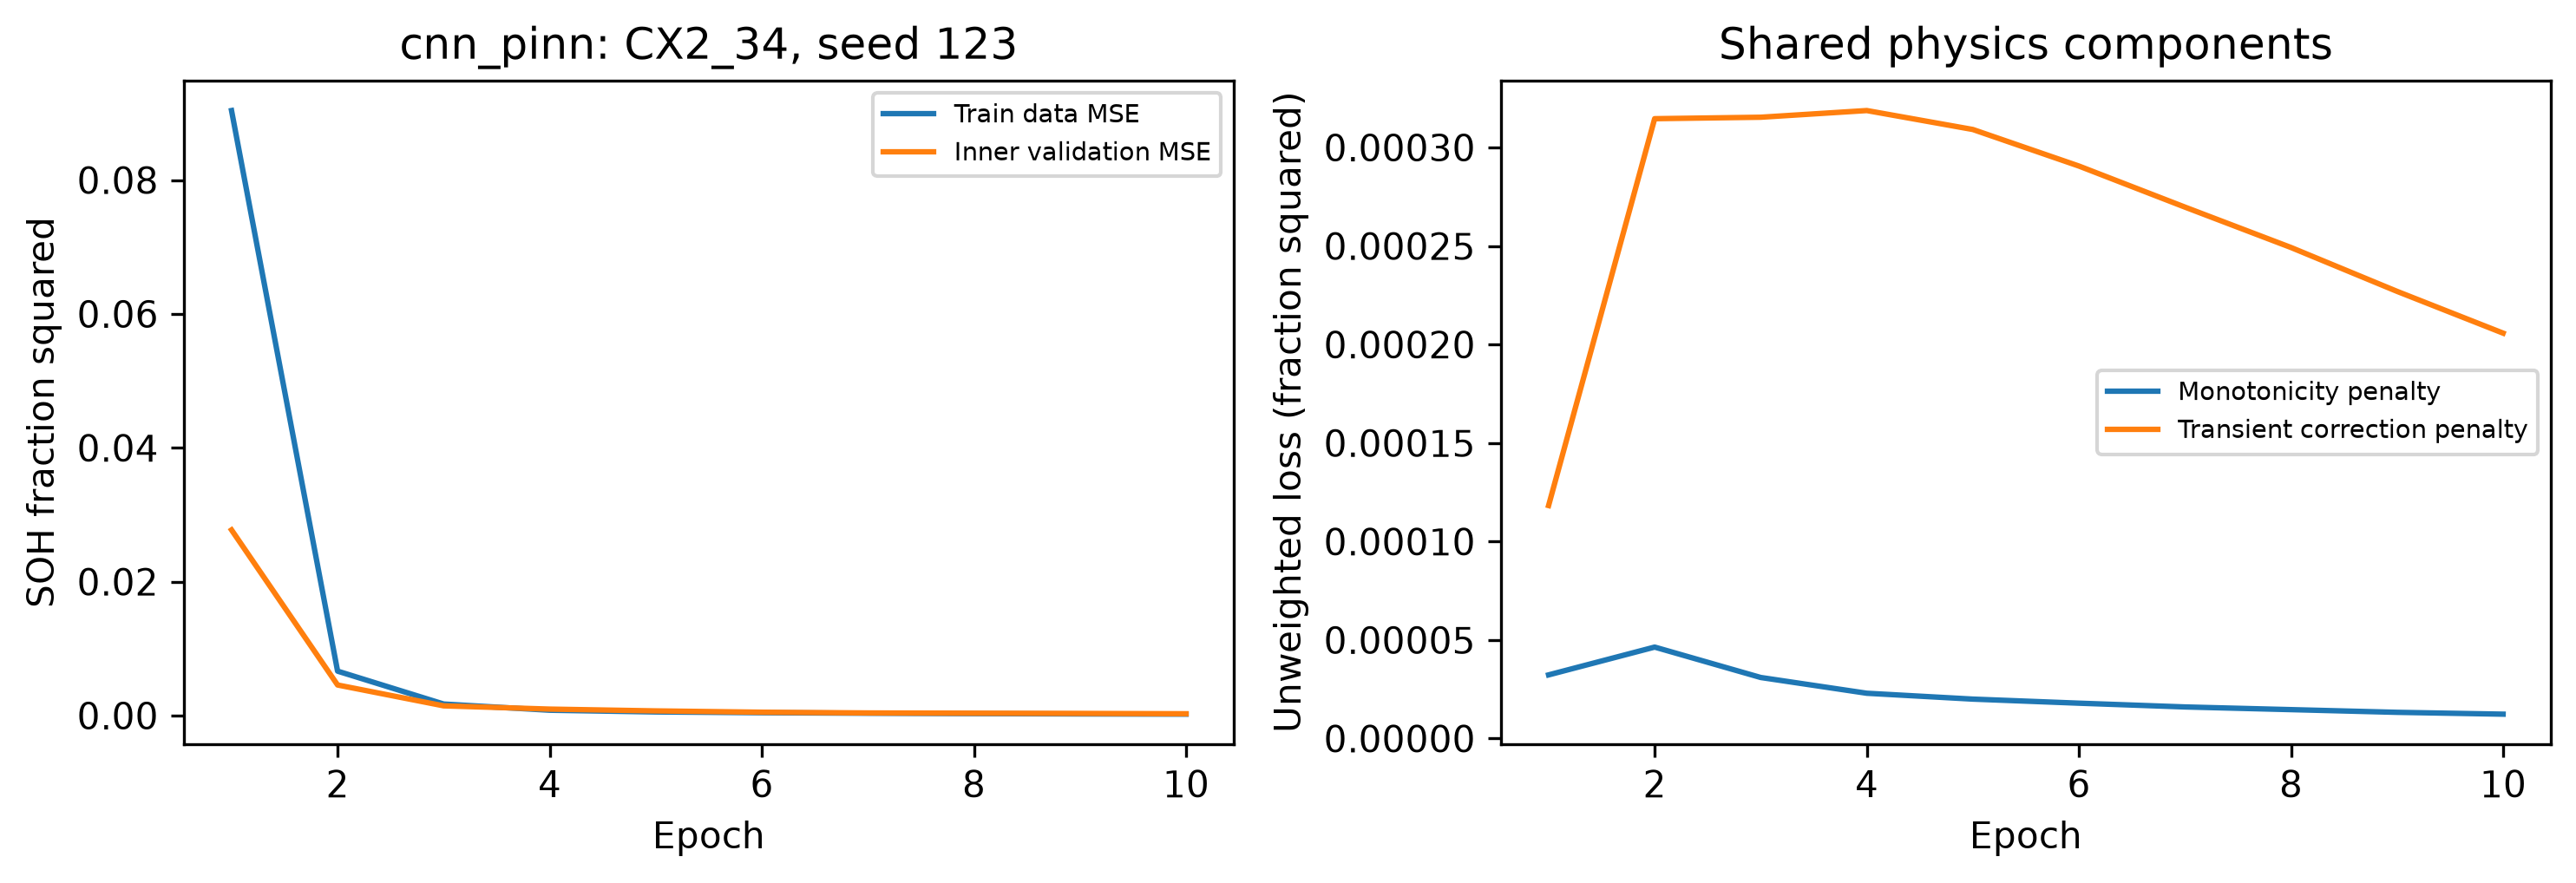 cnn_pinn: CX2_34, seed 123
SOH fraction squared
0.08
0.06
0.04
0.02
0.00
Train data MSE
Inner validation MSE
2 4 6 8 10
Epoch
Shared physics components
Unweighted loss (fraction squared)
0.00030
0.00025
0.00020
0.00015
0.00010
0.00005
0.00000
Monotonicity penalty
Transient correction penalty
2 4 6 8 10
Epoch